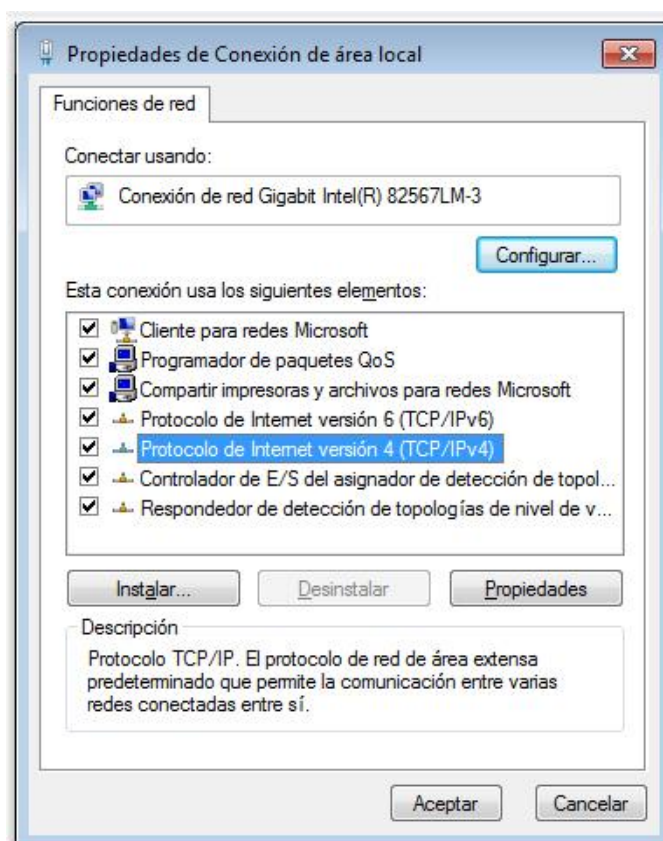 Propiedades de Conexión de área local
Funciones de red
Conectar usando:
Conexión de red Gigabit Intel(R) 82567LM-3
Configurar...
Esta conexión usa los siguientes elementos:
Cliente para redes Microsoft
Programador de paquetes QoS
Compartir impresoras y archivos para redes Microsoft
Protocolo de Internet versión 6 (TCP/IPv6)
Protocolo de Internet versión 4 (TCP/IPv4)
Controlador de E/S del asignador de detección de topol...
Respondedor de detección de topologías de nivel de v...
Instalar... Desinstalar Propiedades
Descripción
Protocolo TCP/IP. El protocolo de red de área extensa
predeterminado que permite la comunicación entre varias
redes conectadas entre sí.
Aceptar Cancelar